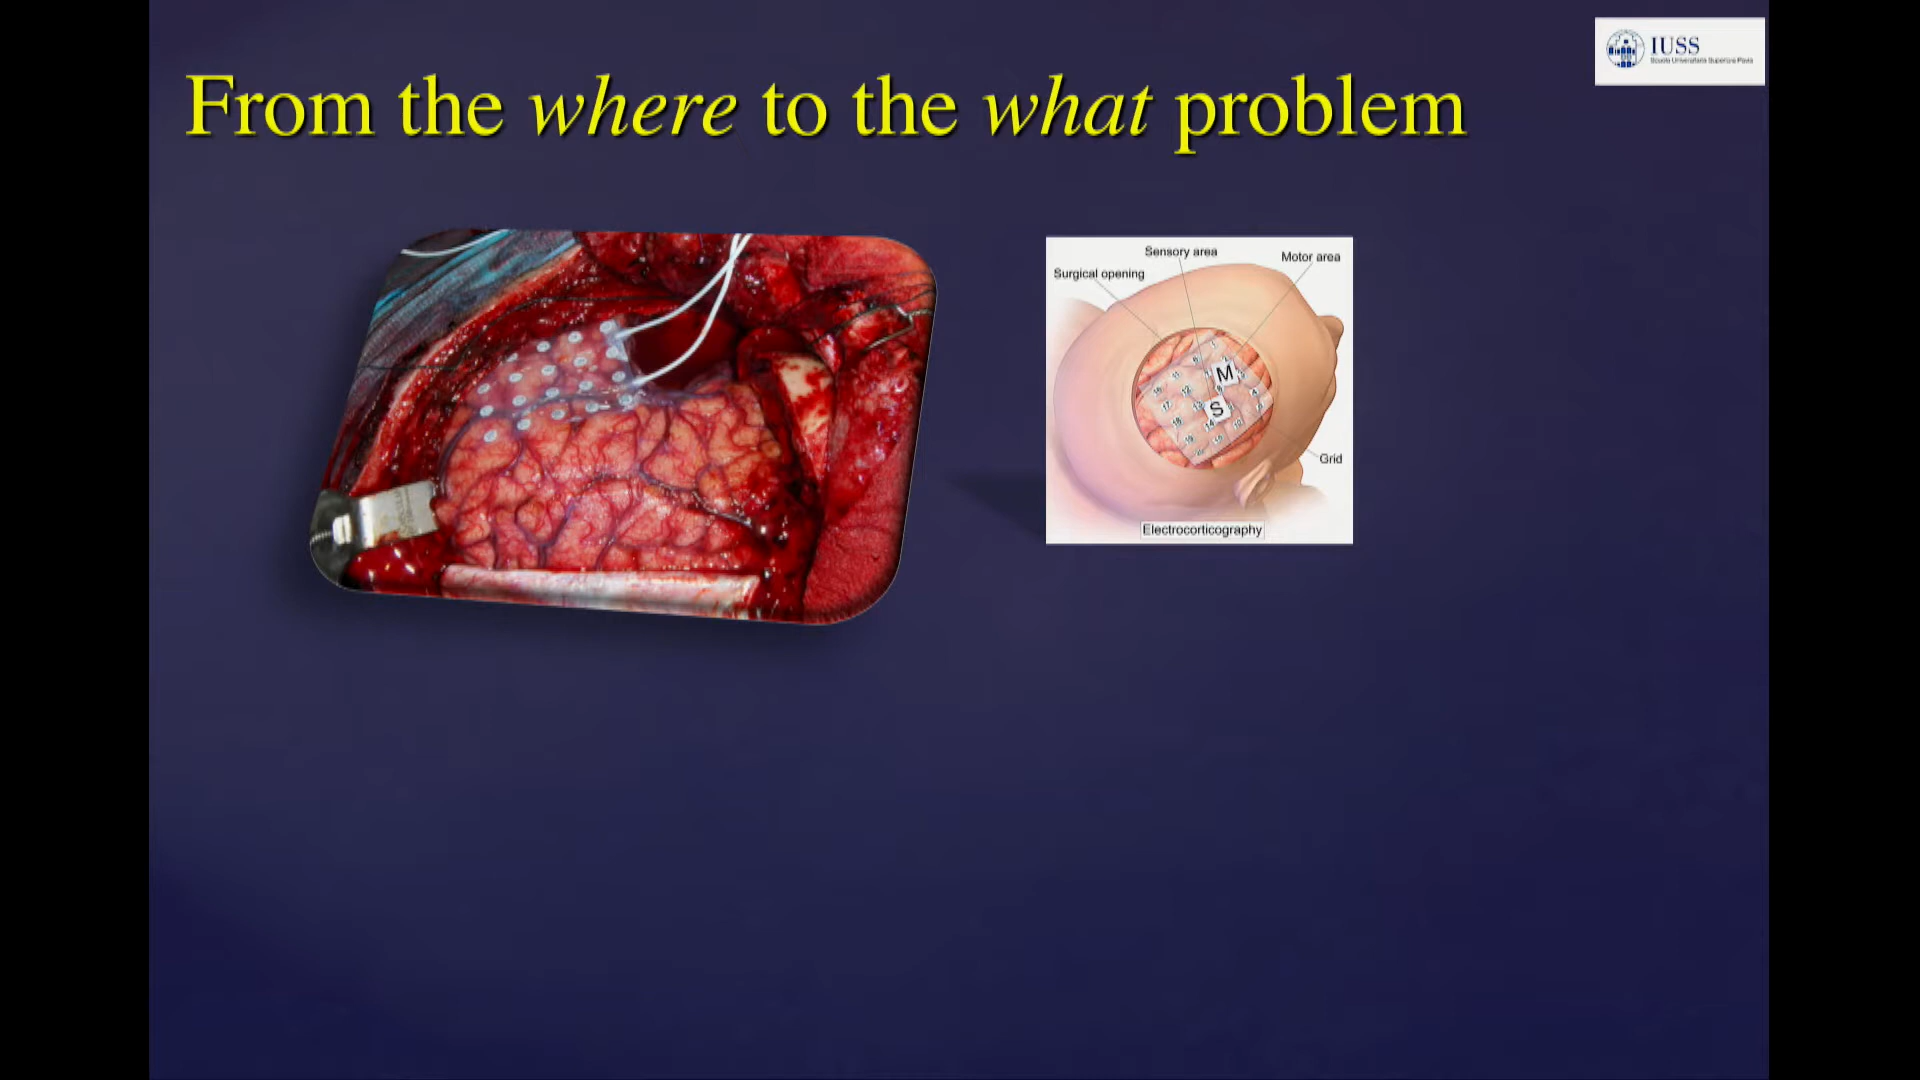 IUSS
Scuola Universitaria Superiore Pavia
From the where to the what problem
Sensory area
Motor area
Surgical opening
M
S
Grid
Electrocorticography